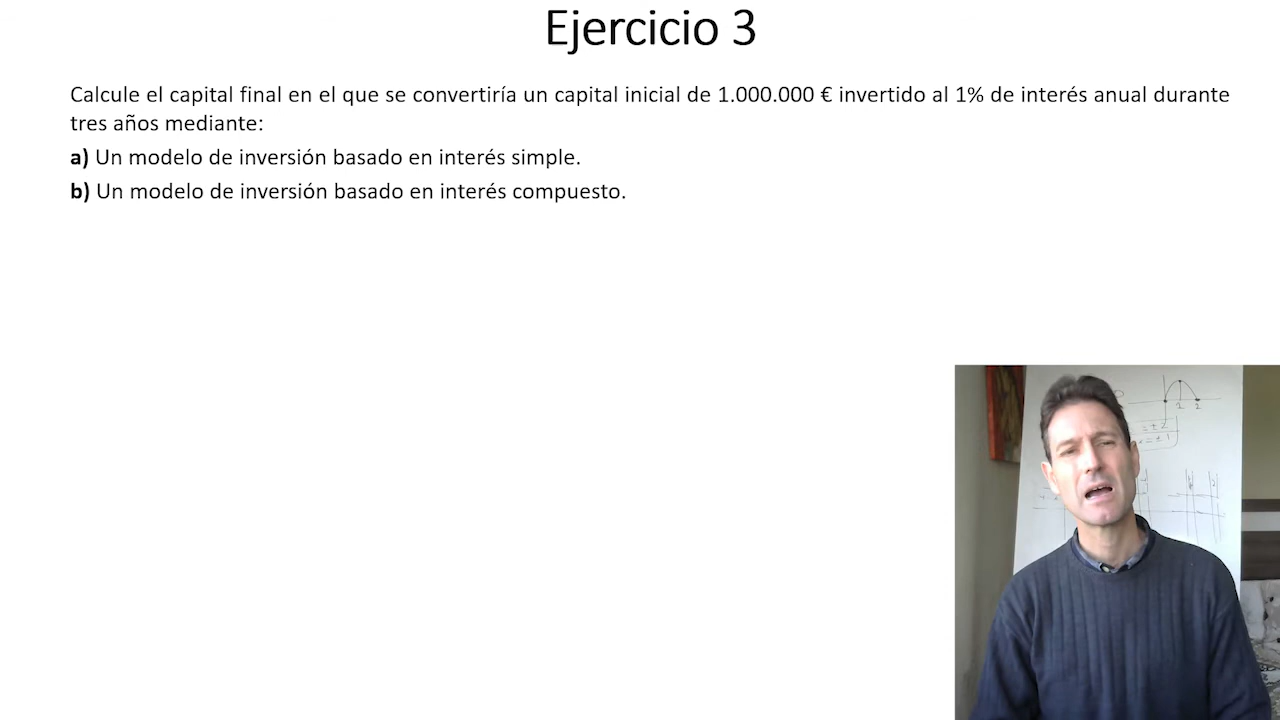 Ejercicio 3
Calcule el capital final en el que se convertiría un capital inicial de 1.000.000 € invertido al 1% de interés anual durante
tres años mediante:
a) Un modelo de inversión basado en interés simple.
b) Un modelo de inversión basado en interés compuesto.